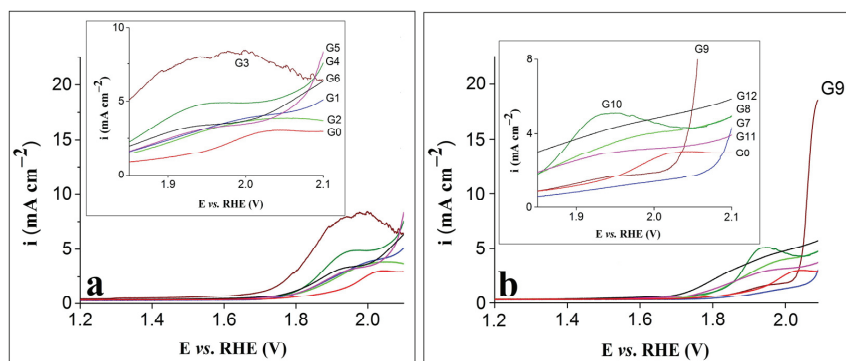 10
5
0
1.9
2.0
2.1
i (mA cm−2)
E vs. RHE (V)
G3
G5
G4
G6
G1
G2
G0
20
15
10
5
0
1.2
1.4
1.6
1.8
2.0
i (mA cm−2)
E vs. RHE (V)
a
8
4
0
1.9
2.0
2.1
i (mA cm−2)
E vs. RHE (V)
G9
G10
G12
G8
G7
G11
G0
20
15
10
5
0
1.2
1.4
1.6
1.8
2.0
i (mA cm−2)
E vs. RHE (V)
G9
b